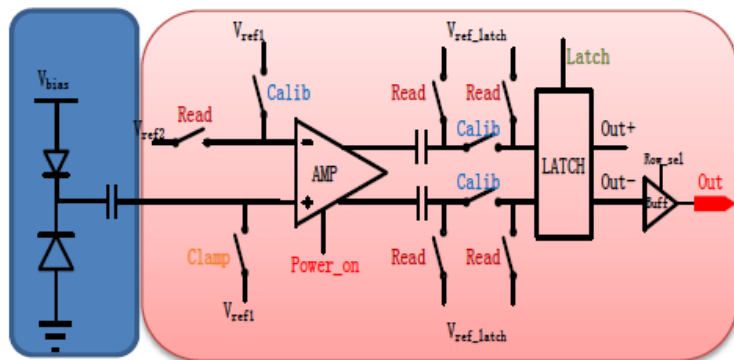 Vref1
Vref_latch
Latch
Vbias
Calib
Read
Read
Read
Vref2
Calib
Out+
AMP
LATCH
Row_sel
Calib
Out-
Buff
Out
Clamp
Read
Read
Power_on
Vref1
Vref_latch